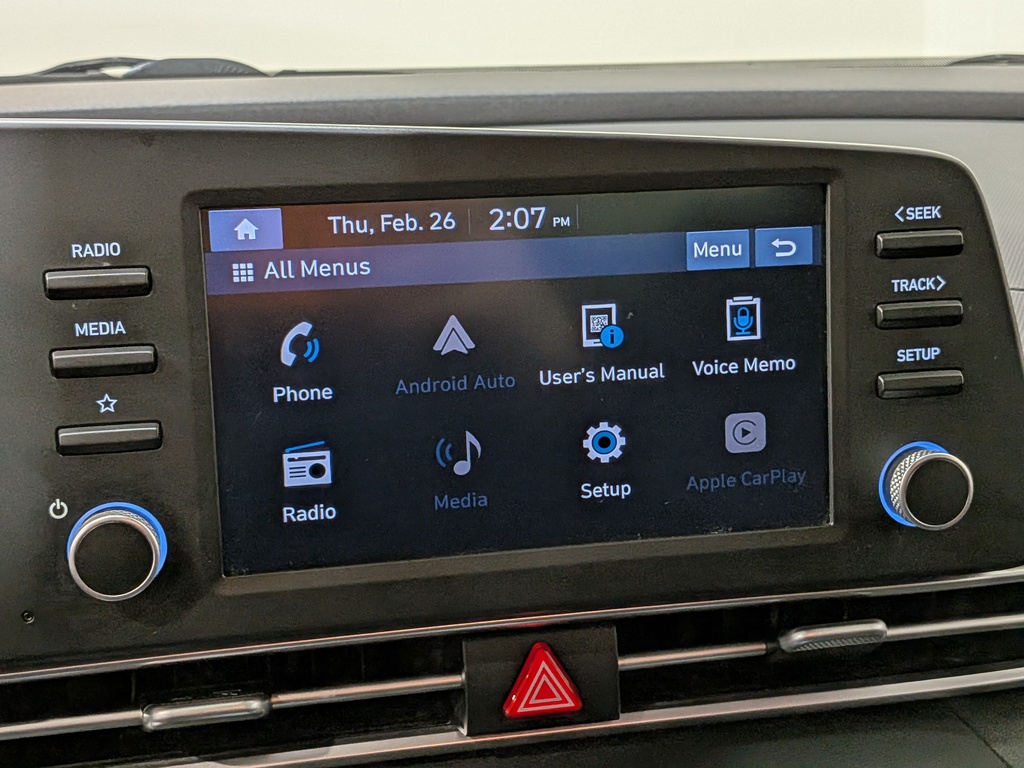 RADIO
MEDIA
Thu, Feb. 26 2:07 PM
All Menus
Menu
Phone
Android Auto
User's Manual
Voice Memo
Radio
Media
Setup
Apple CarPlay
<SEEK
TRACK>
SETUP